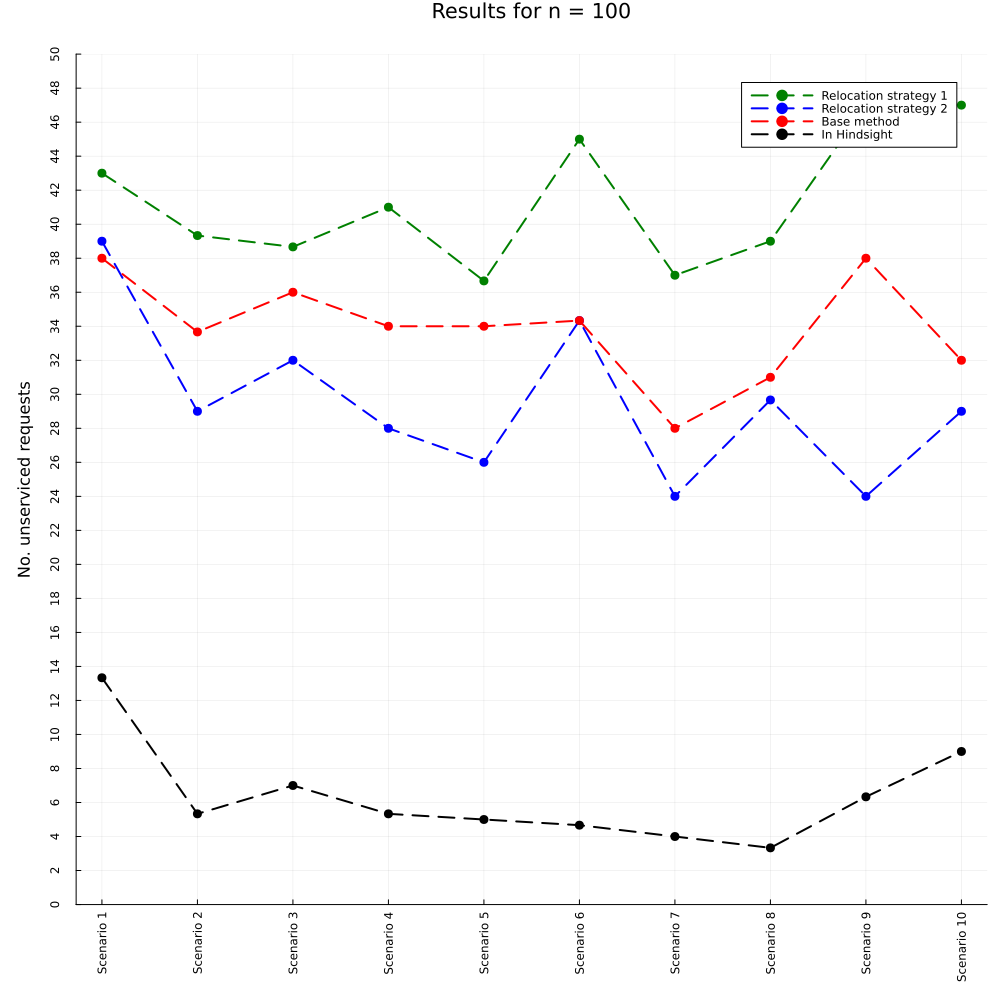 Results for n = 100
Relocation strategy 1
Relocation strategy 2
Base method
In Hindsight
No. unserviced requests
50
48
46
44
42
40
38
36
34
32
30
28
26
24
22
20
18
16
14
12
10
8
6
4
2
0
Scenario 1
Scenario 2
Scenario 3
Scenario 4
Scenario 5
Scenario 6
Scenario 7
Scenario 8
Scenario 9
Scenario 10